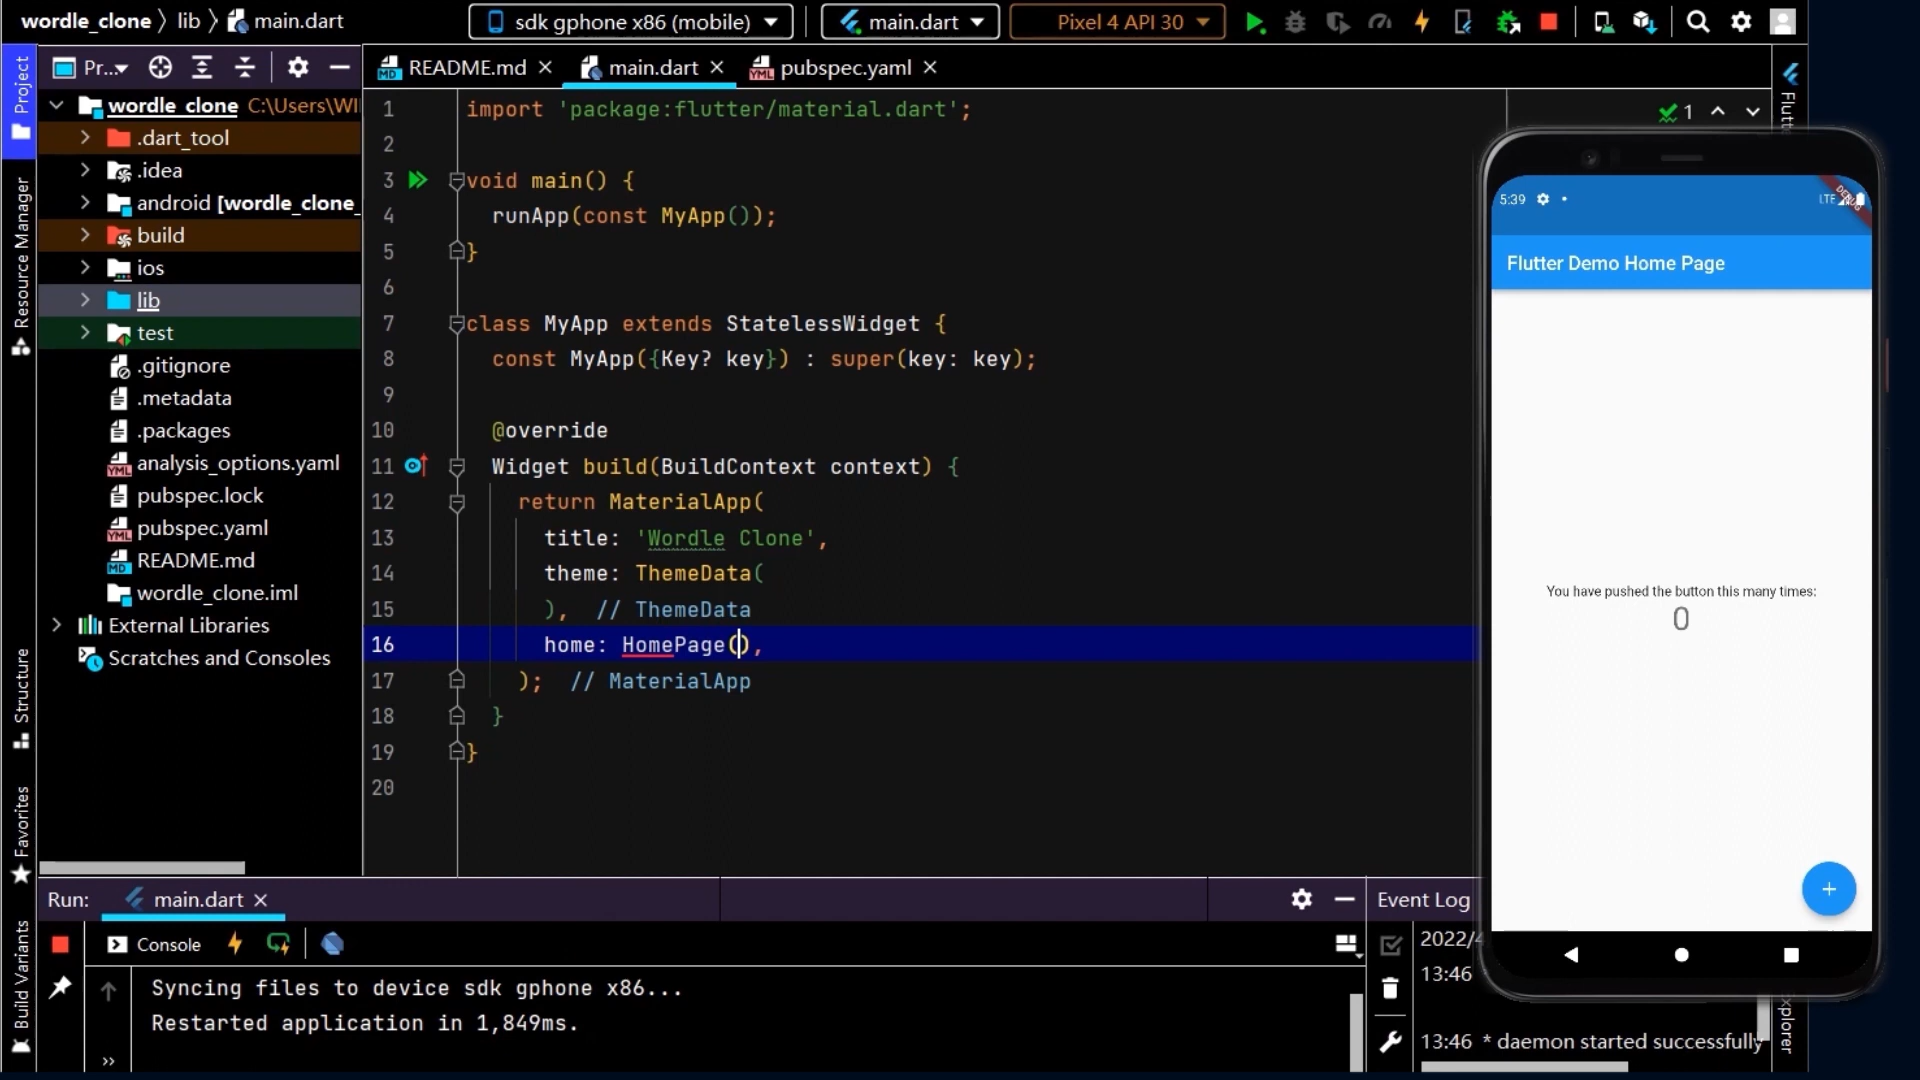 wordle_clone 〉 lib 〉 main.dart
sdk gphone x86 (mobile)
main.dart
Pixel 4 API 30
Project
Resource Manager
Structure
Favorites
Build Variants
Pr...
wordle_clone C:\Users\WI
.dart_tool
.idea
android [wordle_clone_
build
ios
lib
test
.gitignore
.metadata
.packages
analysis_options.yaml
pubspec.lock
pubspec.yaml
README.md
wordle_clone.iml
External Libraries
Scratches and Consoles
README.md
main.dart
pubspec.yaml
1 import 'package:flutter/material.dart';
2
3 void main() {
4 runApp(const MyApp());
5 }
6
7 class MyApp extends StatelessWidget {
8 const MyApp({Key? key}) : super(key: key);
9
10 @override
11 Widget build(BuildContext context) {
12 return MaterialApp(
13 title: 'Wordle Clone',
14 theme: ThemeData(
15 ), // ThemeData
16 home: HomePage(),
17 ); // MaterialApp
18 }
19 }
20
1
5:39
LTE
DEBUG
Flutter Demo Home Page
You have pushed the button this many times:
0
+
Run: main.dart
Console
Syncing files to device sdk gphone x86...
Restarted application in 1,849ms.
Event Log
2022/4
13:46
13:46 * daemon started successfully